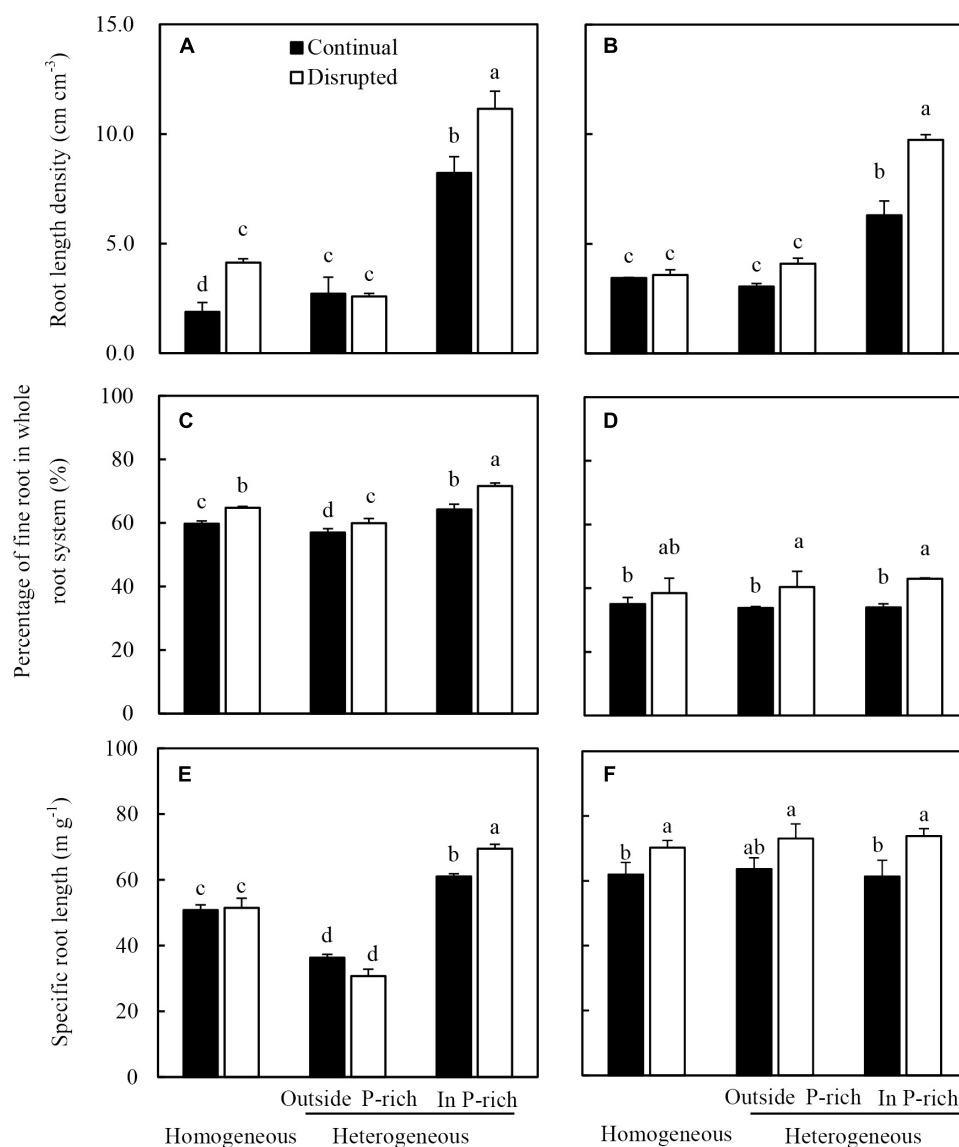 Root length density (cm cm⁻³)
15.0
10.0
5.0
0.0
A
Continual
Disrupted
d
c
c
c
b
a
B
c
c
c
c
b
a
Percentage of fine root in whole
root system (%)
100
80
60
40
20
0
C
c
b
d
c
b
a
D
b
ab
b
a
b
a
Specific root length (m g⁻¹)
100
80
60
40
20
0
E
c
c
d
d
b
a
F
b
a
ab
a
b
a
Outside P-rich In P-rich
Homogeneous Heterogeneous
Outside P-rich In P-rich
Homogeneous Heterogeneous